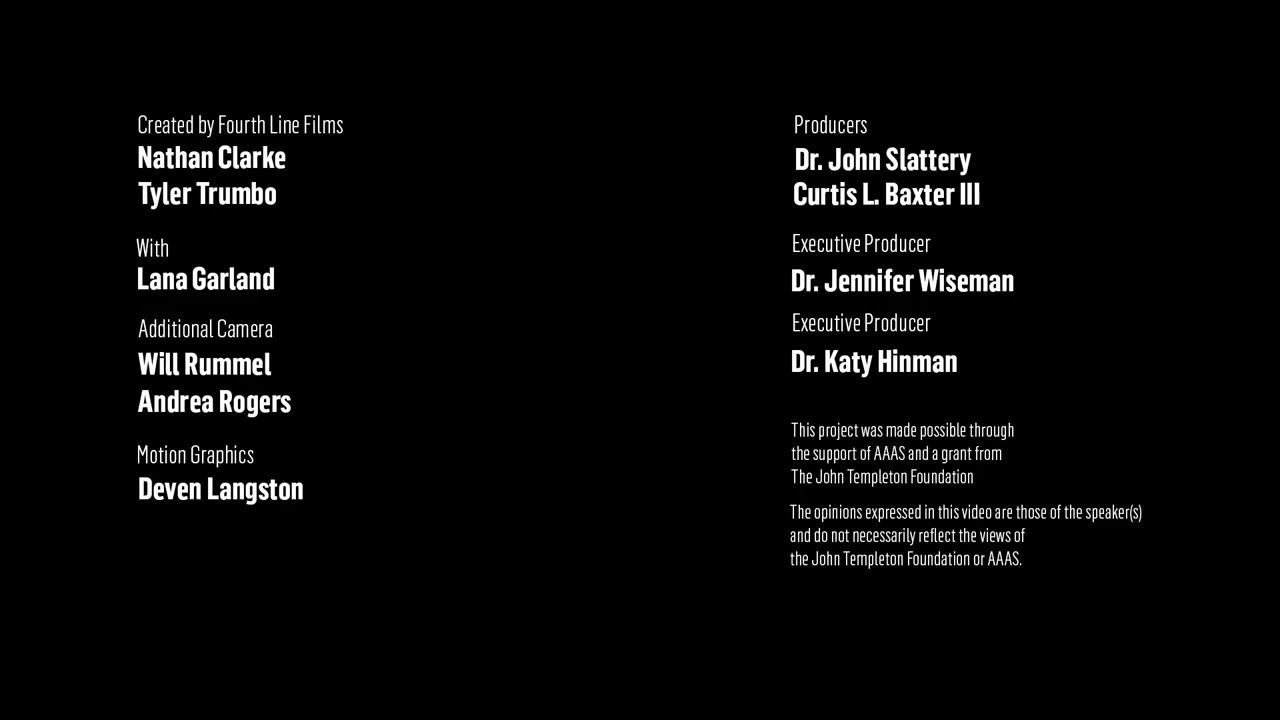 Created by Fourth Line Films
Nathan Clarke
Tyler Trumbo
With
Lana Garland
Additional Camera
Will Rummel
Andrea Rogers
Motion Graphics
Deven Langston
Producers
Dr. John Slattery
Curtis L. Baxter III
Executive Producer
Dr. Jennifer Wiseman
Executive Producer
Dr. Katy Hinman
This project was made possible through
the support of AAAS and a grant from
The John Templeton Foundation
The opinions expressed in this video are those of the speaker(s)
and do not necessarily reflect the views of
the John Templeton Foundation or AAAS.